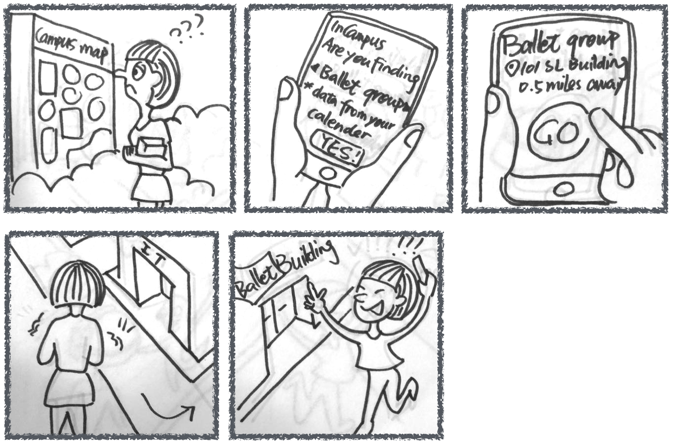 Campus map
???
InCampus
Are you finding
"Ballet group"
* data from your
calender
YES!
Ballet group
101 SL Building
0.5 miles away
GO
IT
Ballet Building
!!!!